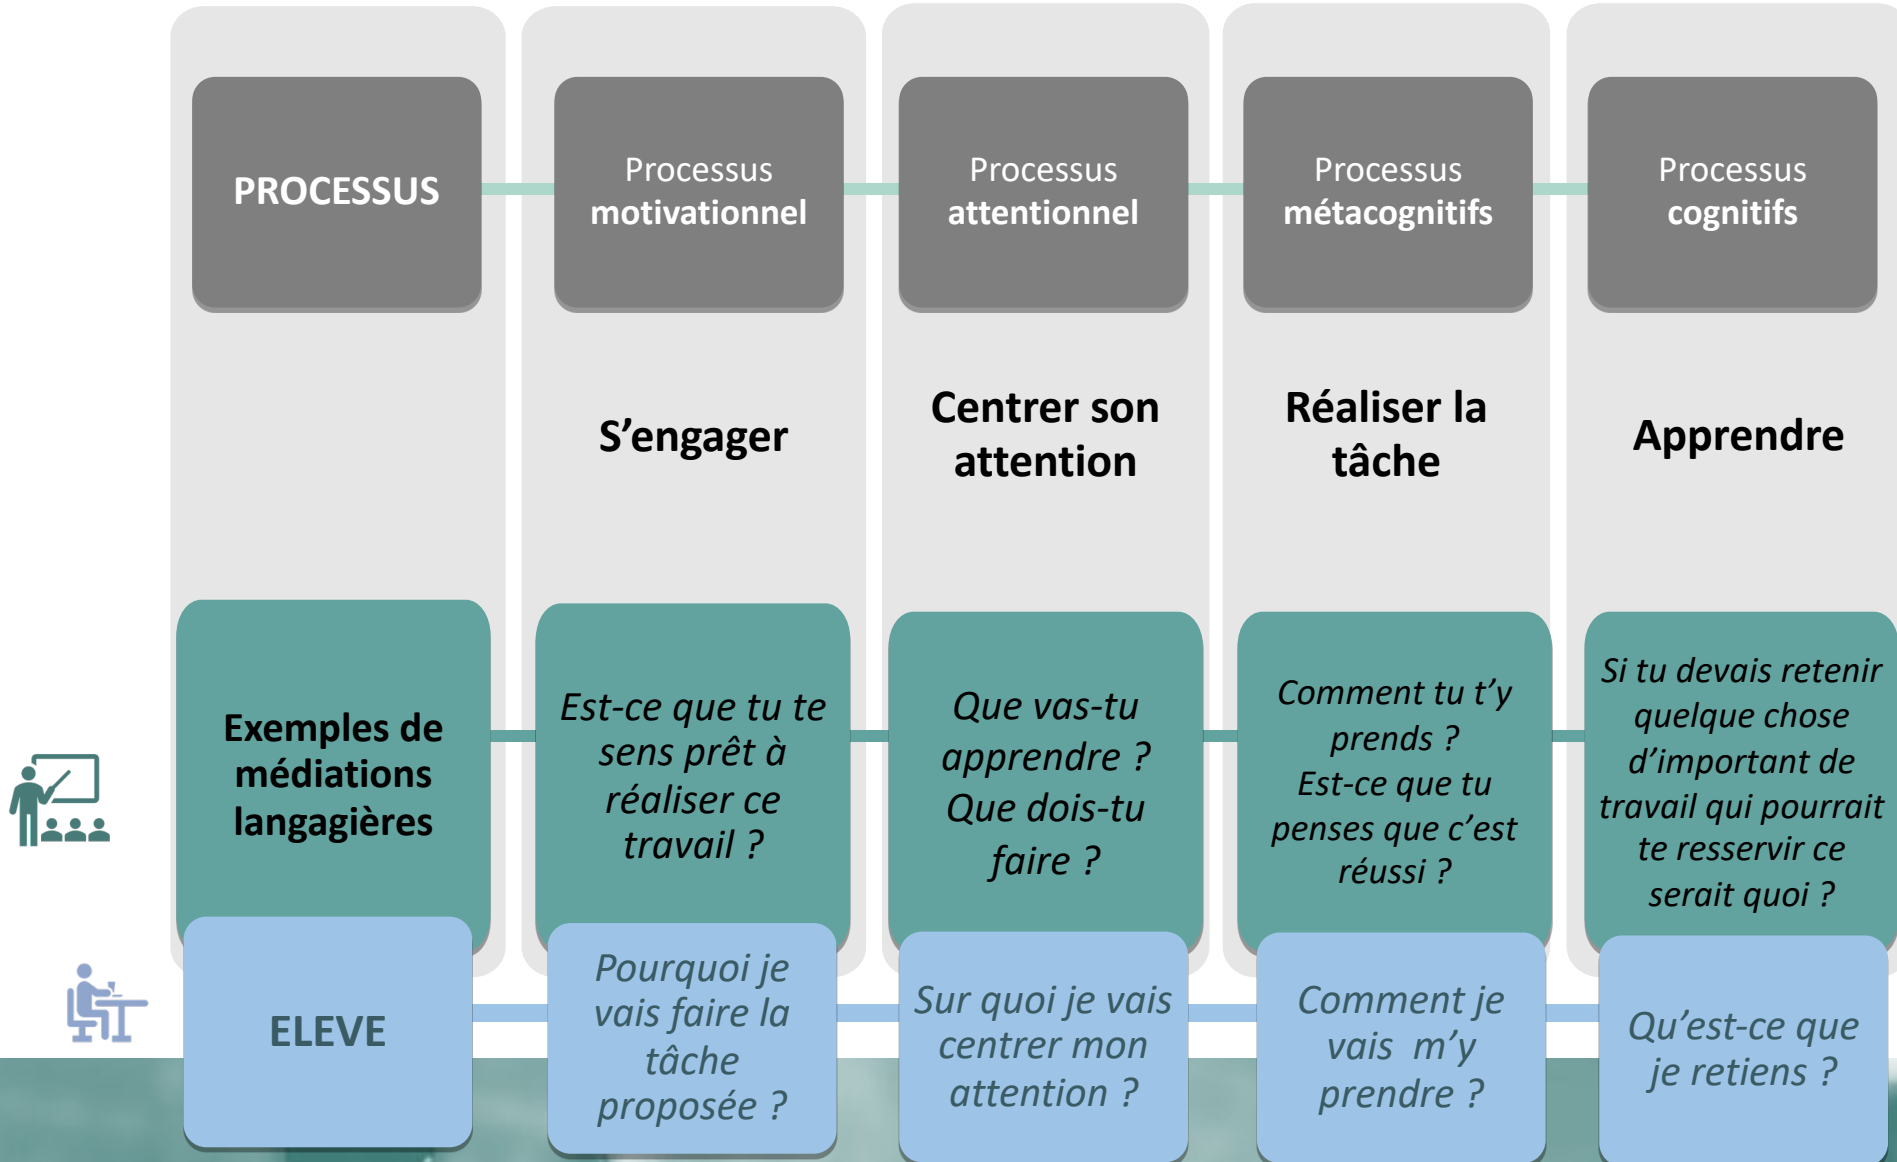 PROCESSUS
Processus
motivationnel
Processus
attentionnel
Processus
métacognitifs
Processus
cognitifs
S’engager
Centrer son
attention
Réaliser la
tâche
Apprendre
Exemples de
médiations
langagières
Est-ce que tu te
sens prêt à
réaliser ce
travail ?
Que vas-tu
apprendre ?
Que dois-tu
faire ?
Comment tu t’y
prends ?
Est-ce que tu
penses que c’est
réussi ?
Si tu devais retenir
quelque chose
d’important de
travail qui pourrait
te resservir ce
serait quoi ?
ELEVE
Pourquoi je
vais faire la
tâche
proposée ?
Sur quoi je vais
centrer mon
attention ?
Comment je
vais m’y
prendre ?
Qu’est-ce que
je retiens ?